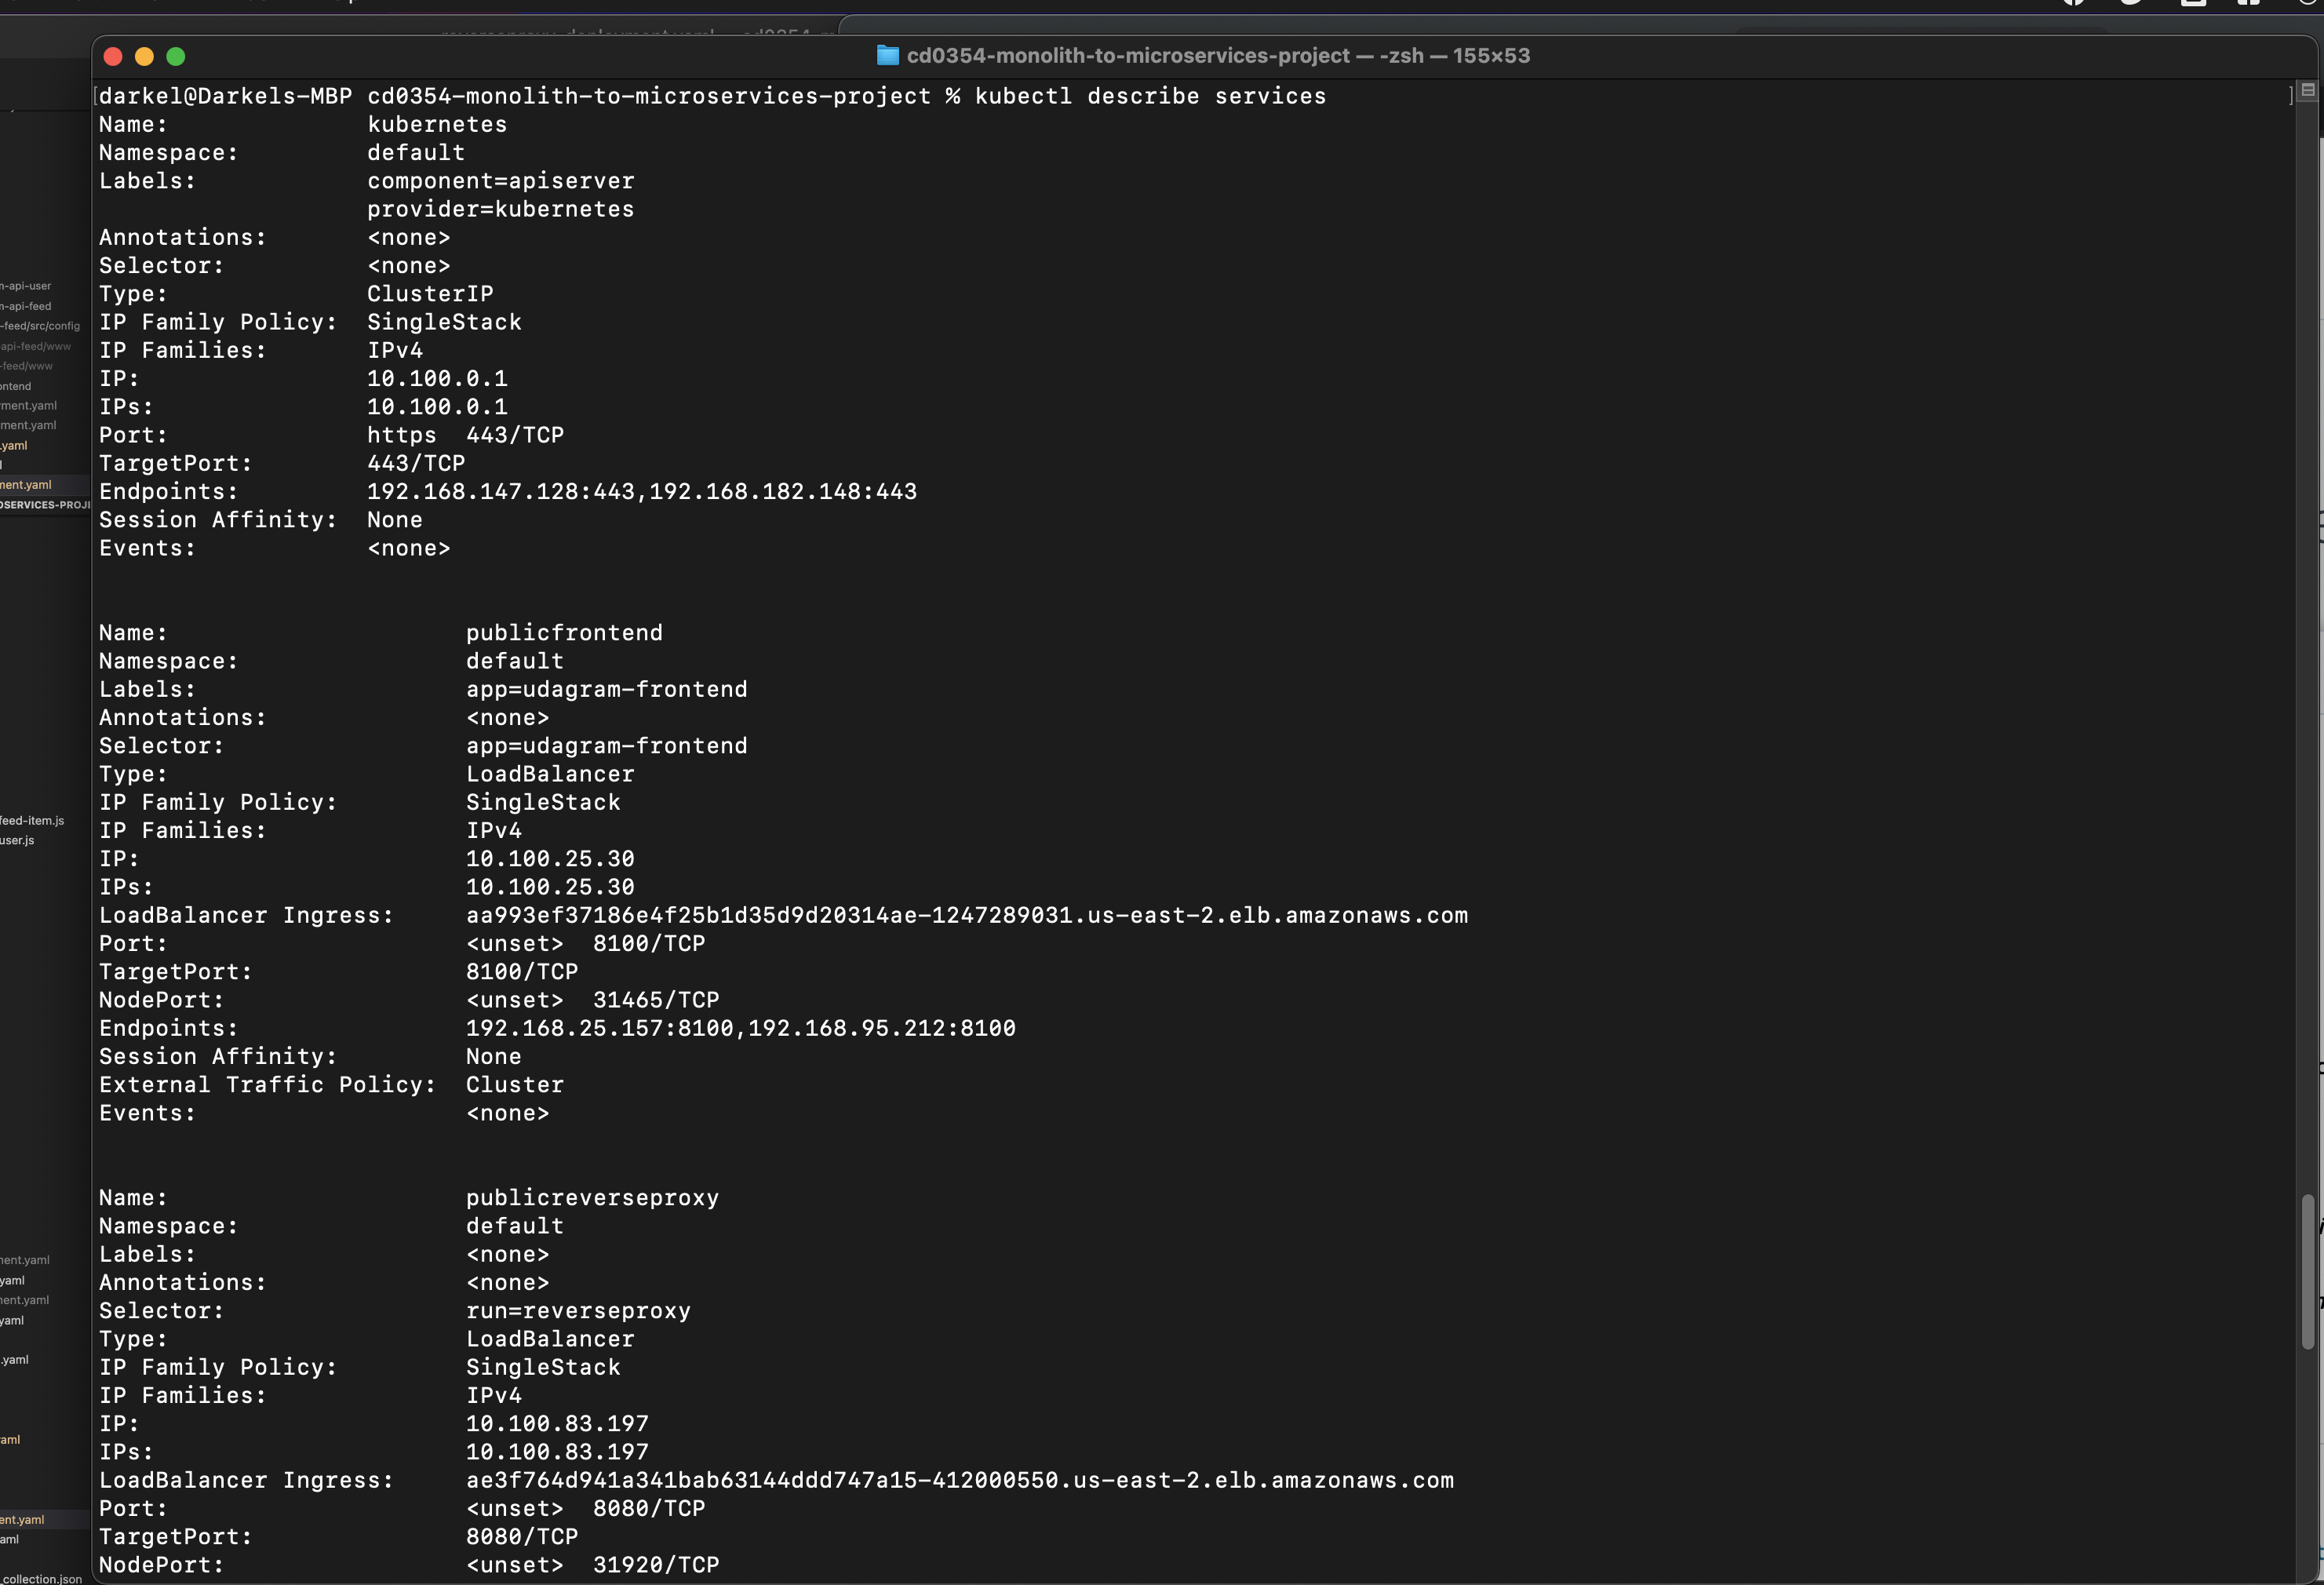 cd0354-monolith-to-microservices-project — -zsh — 155×53
[darkel@Darkels-MBP cd0354-monolith-to-microservices-project % kubectl describe services ]
Name: kubernetes
Namespace: default
Labels: component=apiserver
provider=kubernetes
Annotations: <none>
Selector: <none>
Type: ClusterIP
IP Family Policy: SingleStack
IP Families: IPv4
IP: 10.100.0.1
IPs: 10.100.0.1
Port: https 443/TCP
TargetPort: 443/TCP
Endpoints: 192.168.147.128:443,192.168.182.148:443
Session Affinity: None
Events: <none>
Name: publicfrontend
Namespace: default
Labels: app=udagram-frontend
Annotations: <none>
Selector: app=udagram-frontend
Type: LoadBalancer
IP Family Policy: SingleStack
IP Families: IPv4
IP: 10.100.25.30
IPs: 10.100.25.30
LoadBalancer Ingress: aa993ef37186e4f25b1d35d9d20314ae-1247289031.us-east-2.elb.amazonaws.com
Port: <unset> 8100/TCP
TargetPort: 8100/TCP
NodePort: <unset> 31465/TCP
Endpoints: 192.168.25.157:8100,192.168.95.212:8100
Session Affinity: None
External Traffic Policy: Cluster
Events: <none>
Name: publicreverseproxy
Namespace: default
Labels: <none>
Annotations: <none>
Selector: run=reverseproxy
Type: LoadBalancer
IP Family Policy: SingleStack
IP Families: IPv4
IP: 10.100.83.197
IPs: 10.100.83.197
LoadBalancer Ingress: ae3f764d941a341bab63144ddd747a15-412000550.us-east-2.elb.amazonaws.com
Port: <unset> 8080/TCP
TargetPort: 8080/TCP
NodePort: <unset> 31920/TCP
n-api-user
n-api-feed
-feed/src/config
api-feed/www
-feed/www
ontend
ment.yaml
ment.yaml
.yaml
ment.yaml
OSERVICES-PROJ
feed-item.js
user.js
nent.yaml
yaml
nent.yaml
yaml
.yaml
aml
ent.yaml
aml
_collection.json